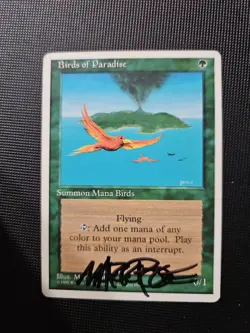 Birds of Paradise
Summon Mana Birds
Flying
: Add one mana of any
color to your mana pool. Play
this ability as an interrupt.
Illus. M
0/1